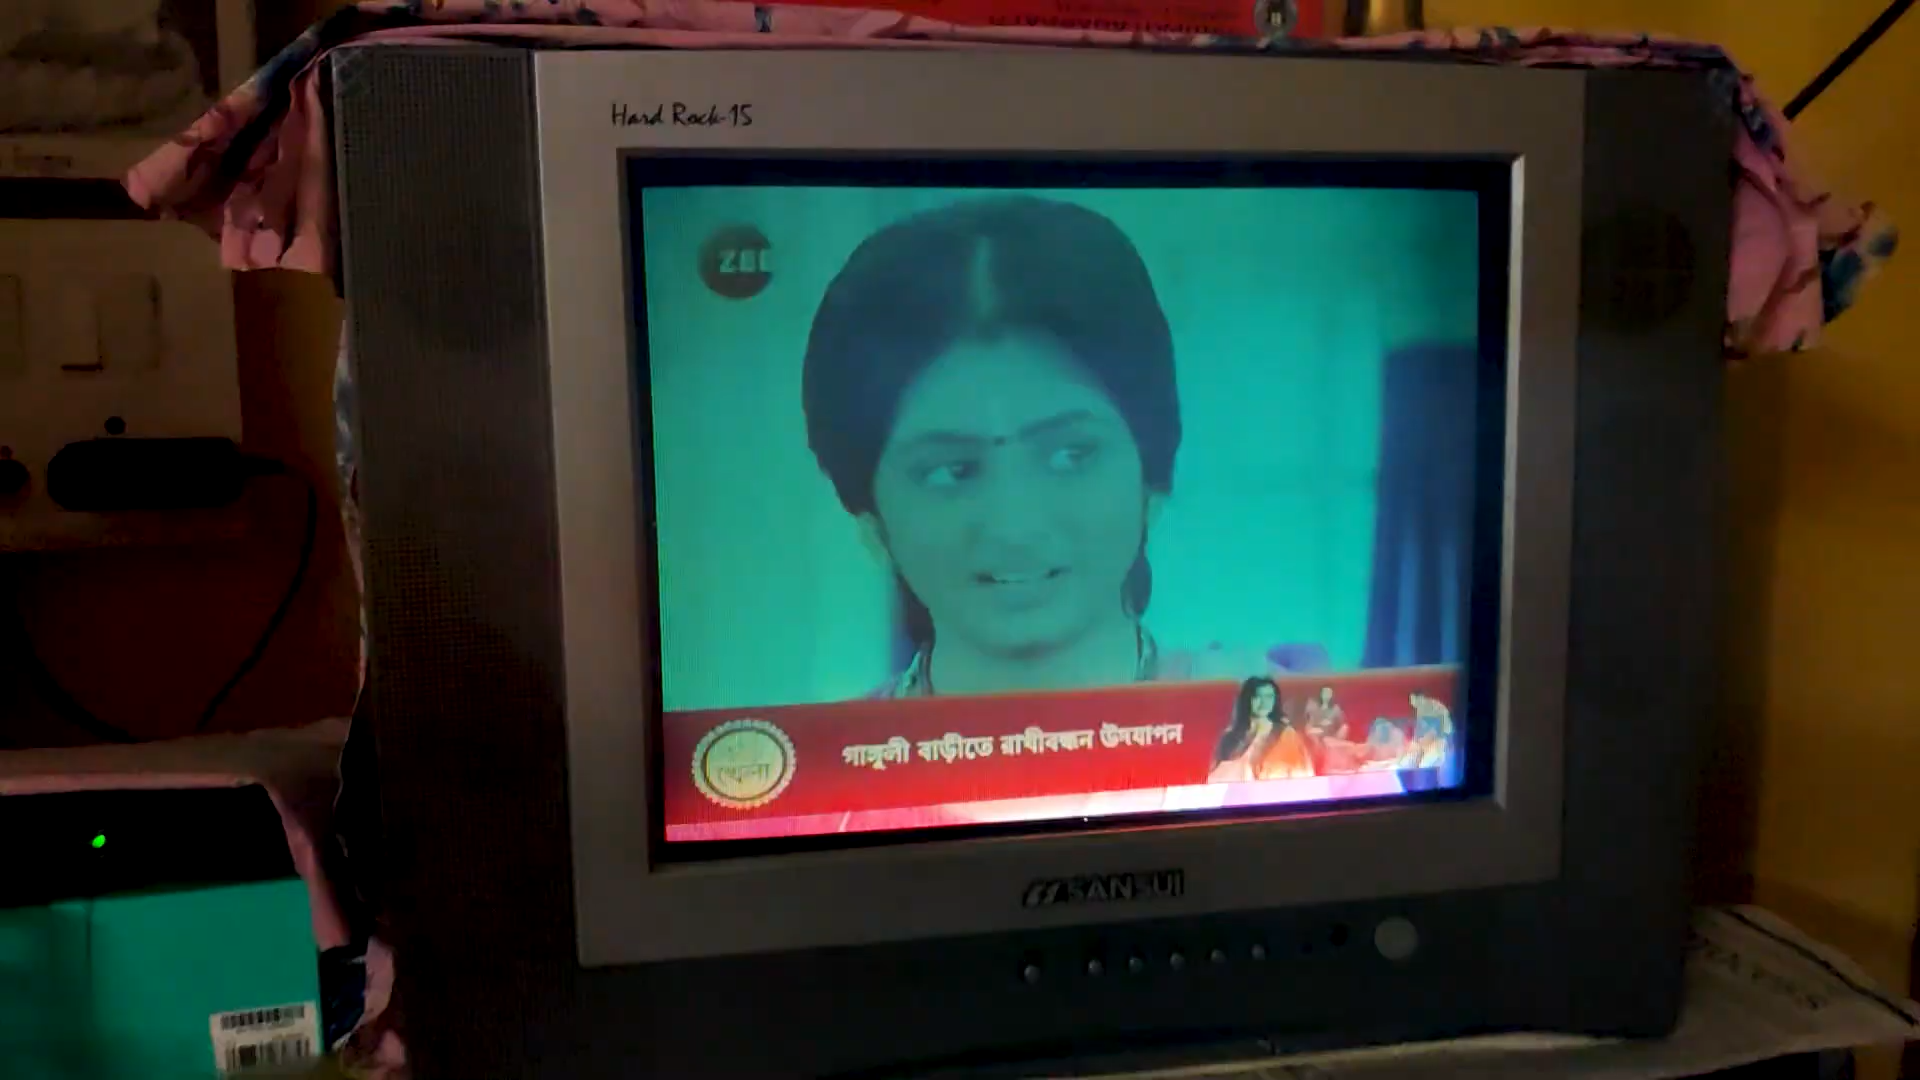 Hard Rock-15
ZEE
গাঙ্গুলী বাড়ীতে রাখীবন্ধন উদযাপন
খেলা
SANSUI